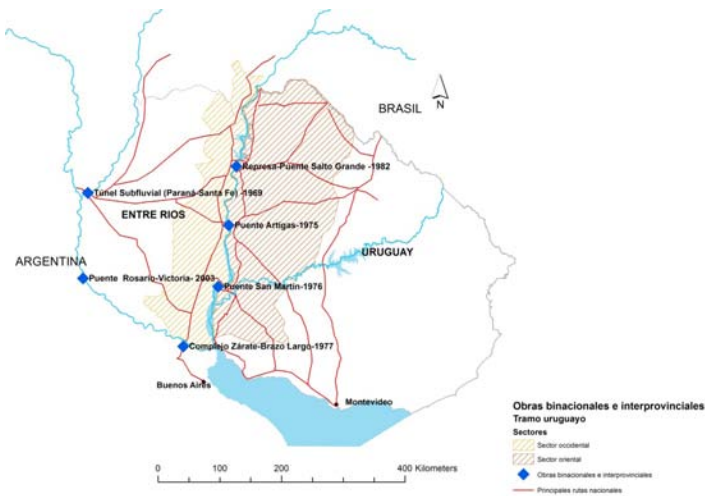 BRASIL
N
Represa-Puente Salto Grande -1982
Túnel Subfluvial (Paraná-Santa Fe) -1969
ENTRE RIOS
Puente Artigas-1975
ARGENTINA
URUGUAY
Puente Rosario-Victoria- 2003
Puente San Martín-1976
Complejo Zárate-Brazo Largo-1977
Buenos Aires
Montevideo
Obras binacionales e interprovinciales
Tramo uruguayo
Sectores
Sector occidental
Sector oriental
Obras binacionales e interprovinciales
Principales rutas nacionales
0 100 200 400 Kilometers